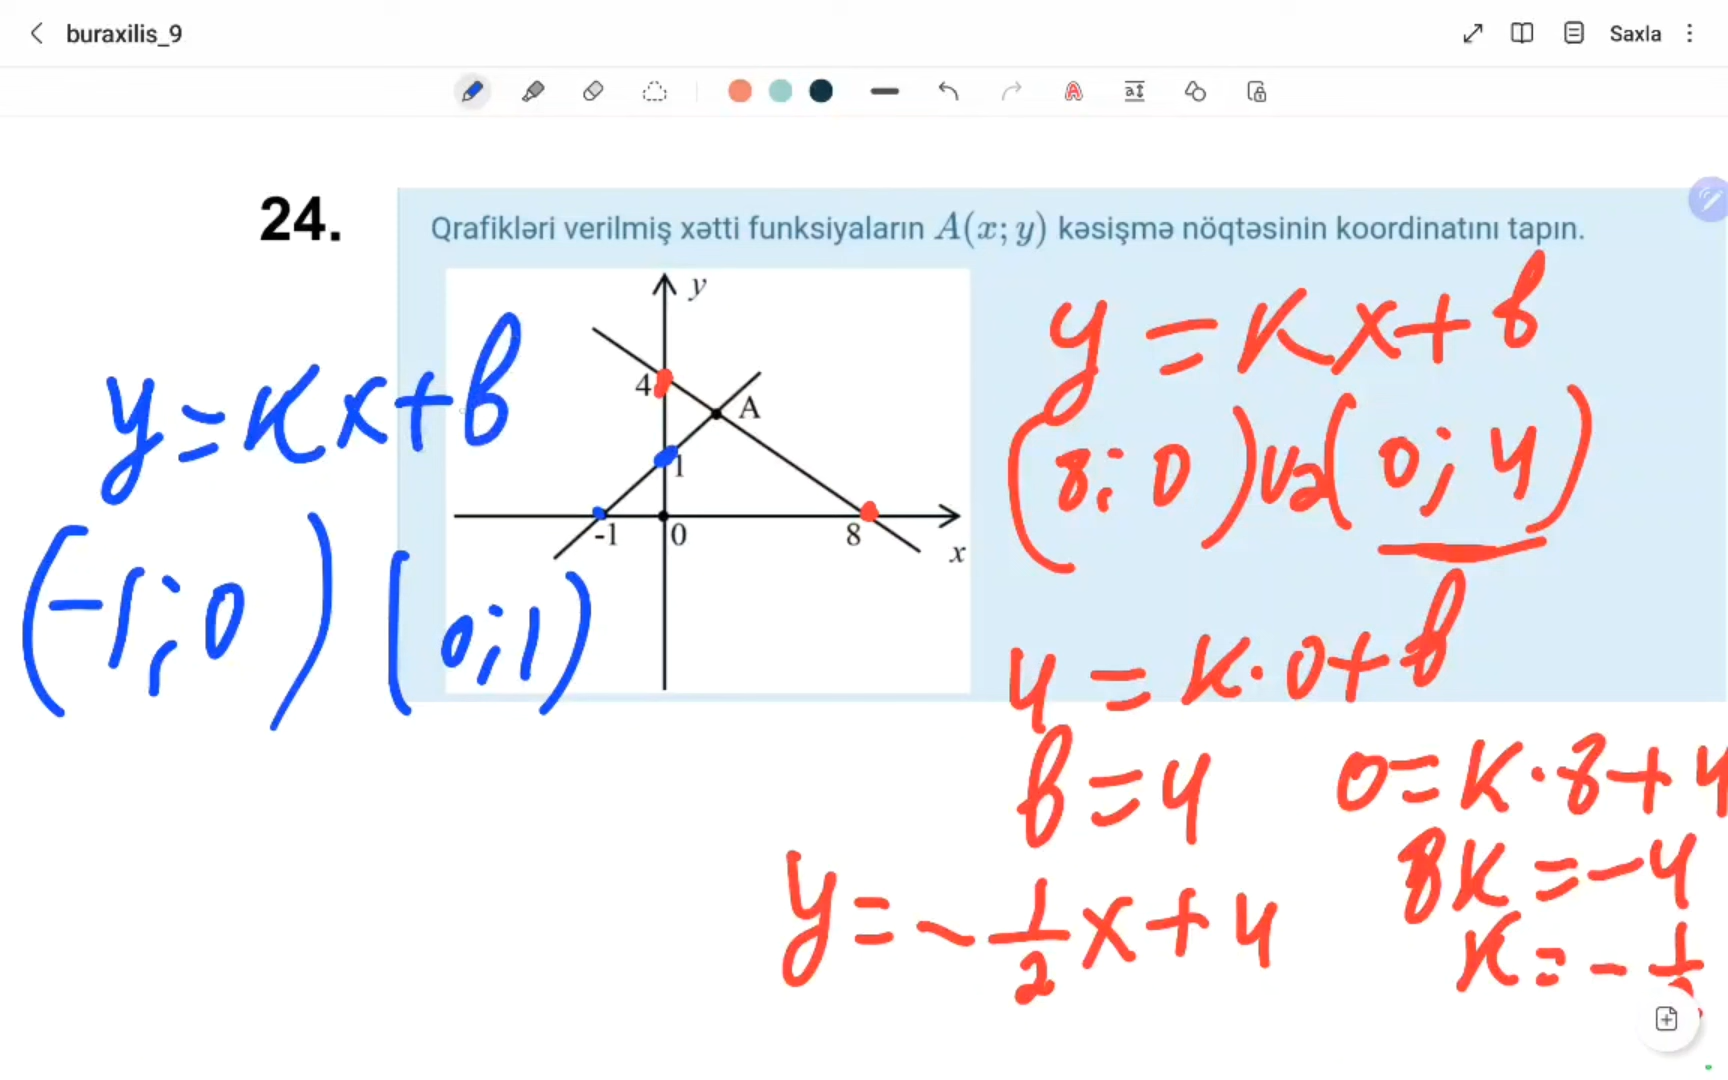 buraxilis_9
Saxla
24.
Qrafikləri verilmiş xətti funksiyaların A(x; y) kəsişmə nöqtəsinin koordinatını tapın.
y
4
A
1
-1
0
8
x
y=kx+b
(-1; 0) (0; 1)
y=kx+b
(8; 0) və (0; 4)
4=k·0+b
b=4
0=k·8+4
8k=-4
k=-1/
y=-1/2x+4